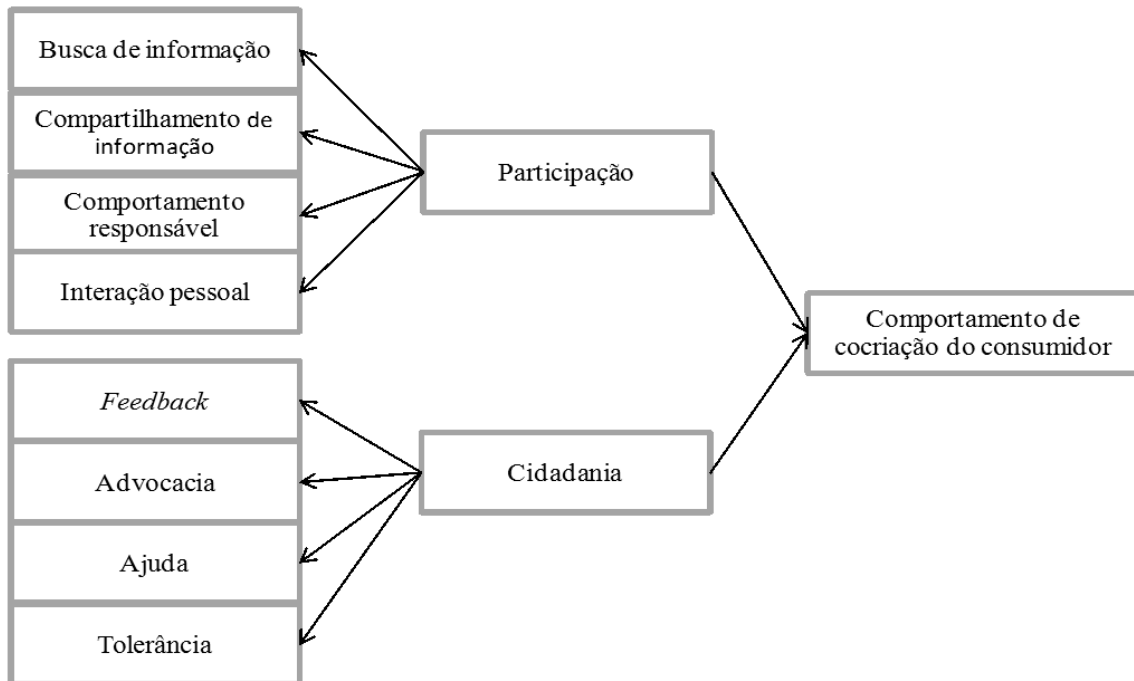 Busca de informação
Compartilhamento de
informação
Comportamento
responsável
Interação pessoal
Participação
Comportamento de
cocriação do consumidor
Feedback
Advocacia
Ajuda
Tolerância
Cidadania